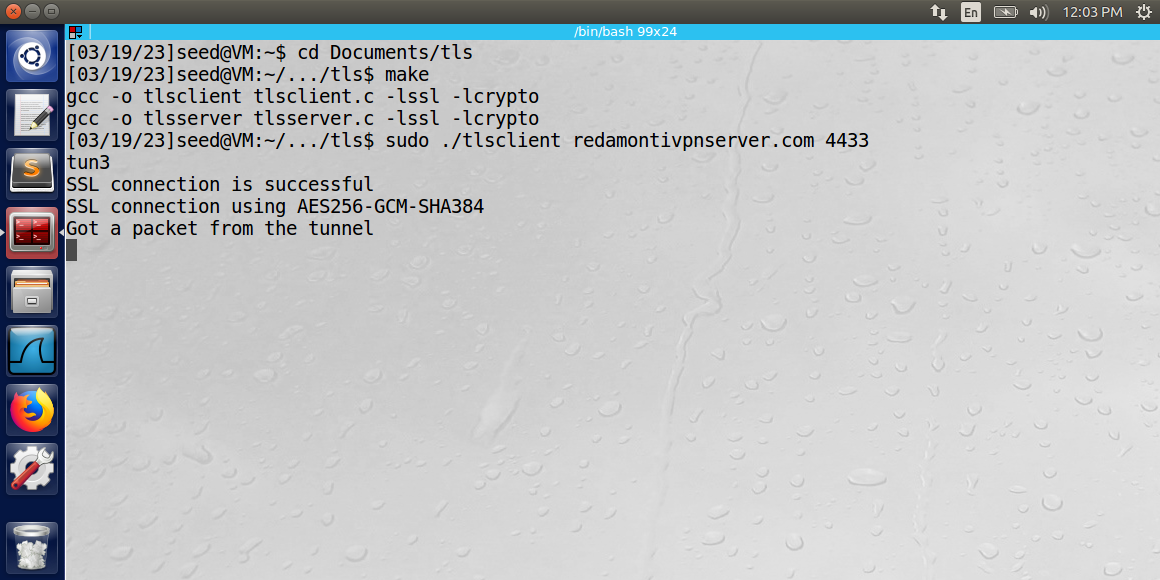 En
12:03 PM
/bin/bash 99x24
[03/19/23]seed@VM:~$ cd Documents/tls
[03/19/23]seed@VM:~/.../tls$ make
gcc -o tlsclient tlsclient.c -lssl -lcrypto
gcc -o tlsserver tlsserver.c -lssl -lcrypto
[03/19/23]seed@VM:~/.../tls$ sudo ./tlsclient redamontivpnserver.com 4433
tun3
SSL connection is successful
SSL connection using AES256-GCM-SHA384
Got a packet from the tunnel